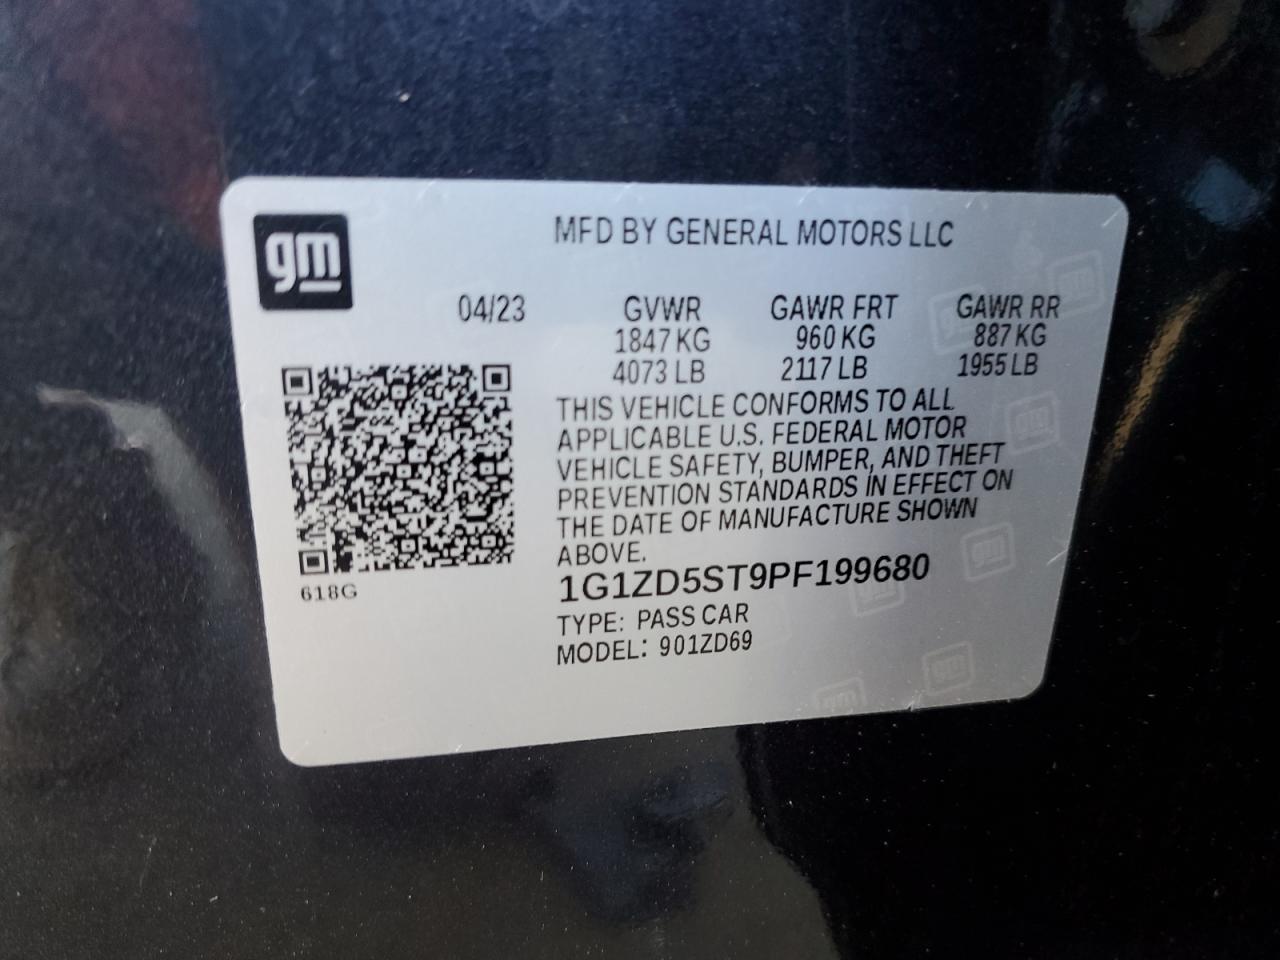 gm
MFD BY GENERAL MOTORS LLC
04/23 GVWR GAWR FRT GAWR RR
1847 KG 960 KG 887 KG
4073 LB 2117 LB 1955 LB
THIS VEHICLE CONFORMS TO ALL
APPLICABLE U.S. FEDERAL MOTOR
VEHICLE SAFETY, BUMPER, AND THEFT
PREVENTION STANDARDS IN EFFECT ON
THE DATE OF MANUFACTURE SHOWN
ABOVE.
1G1ZD5ST9PF199680
TYPE: PASS CAR
MODEL: 901ZD69
618G